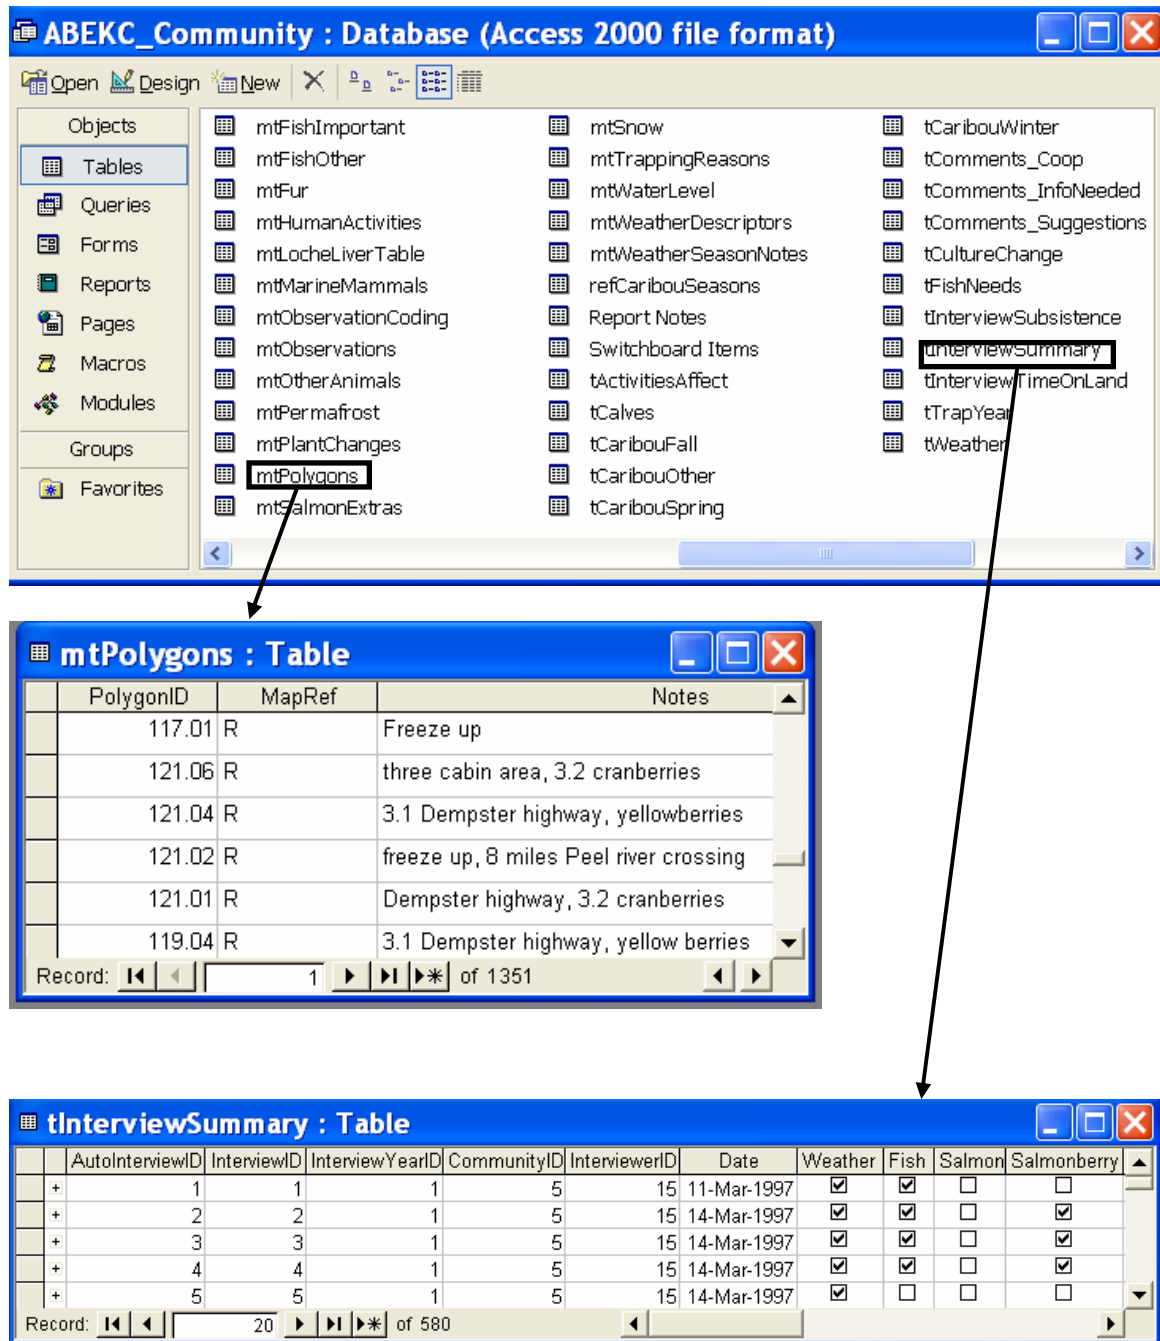 ABEKC_Community : Database (Access 2000 file format)
Open Design New
Objects
Tables
Queries
Forms
Reports
Pages
Macros
Modules
Groups
Favorites
mtFishImportant
mtFishOther
mtFur
mtHumanActivities
mtLocheLiverTable
mtMarineMammals
mtObservationCoding
mtObservations
mtOtherAnimals
mtPermafrost
mtPlantChanges
mtPolygons
mtSalmonExtras
mtSnow
mtTrappingReasons
mtWaterLevel
mtWeatherDescriptors
mtWeatherSeasonNotes
refCaribouSeasons
Report Notes
Switchboard Items
tActivitiesAffect
tCalves
tCaribouFall
tCaribouOther
tCaribouSpring
tCaribouWinter
tComments_Coop
tComments_InfoNeeded
tComments_Suggestions
tCultureChange
tFishNeeds
tInterviewSubsistence
tInterviewSummary
tInterviewTimeOnLand
tTrapYear
tWeather
mtPolygons : Table
PolygonID MapRef Notes
117.01 R Freeze up
121.06 R three cabin area, 3.2 cranberries
121.04 R 3.1 Dempster highway, yellowberries
121.02 R freeze up, 8 miles Peel river crossing
121.01 R Dempster highway, 3.2 cranberries
119.04 R 3.1 Dempster highway, yellow berries
Record: 1 of 1351
tInterviewSummary : Table
AutoInterviewID InterviewID InterviewYearID CommunityID InterviewerID Date Weather Fish Salmon Salmonberry
1 1 1 5 15 11-Mar-1997
2 2 1 5 15 14-Mar-1997
3 3 1 5 15 14-Mar-1997
4 4 1 5 15 14-Mar-1997
5 5 1 5 15 14-Mar-1997
Record: 20 of 580